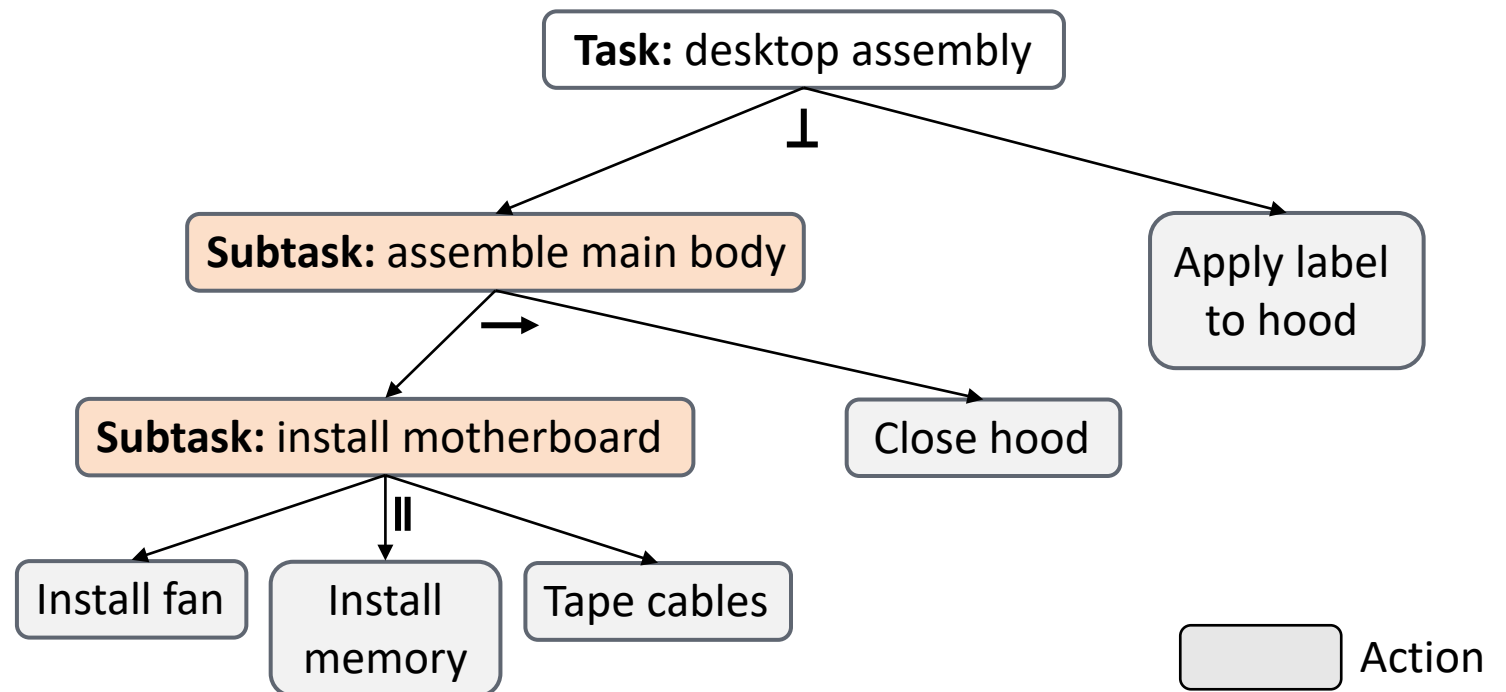 Task: desktop assembly
⊥
Subtask: assemble main body
Apply label
to hood
→
Subtask: install motherboard
Close hood
||
Install fan
Install
memory
Tape cables
Action